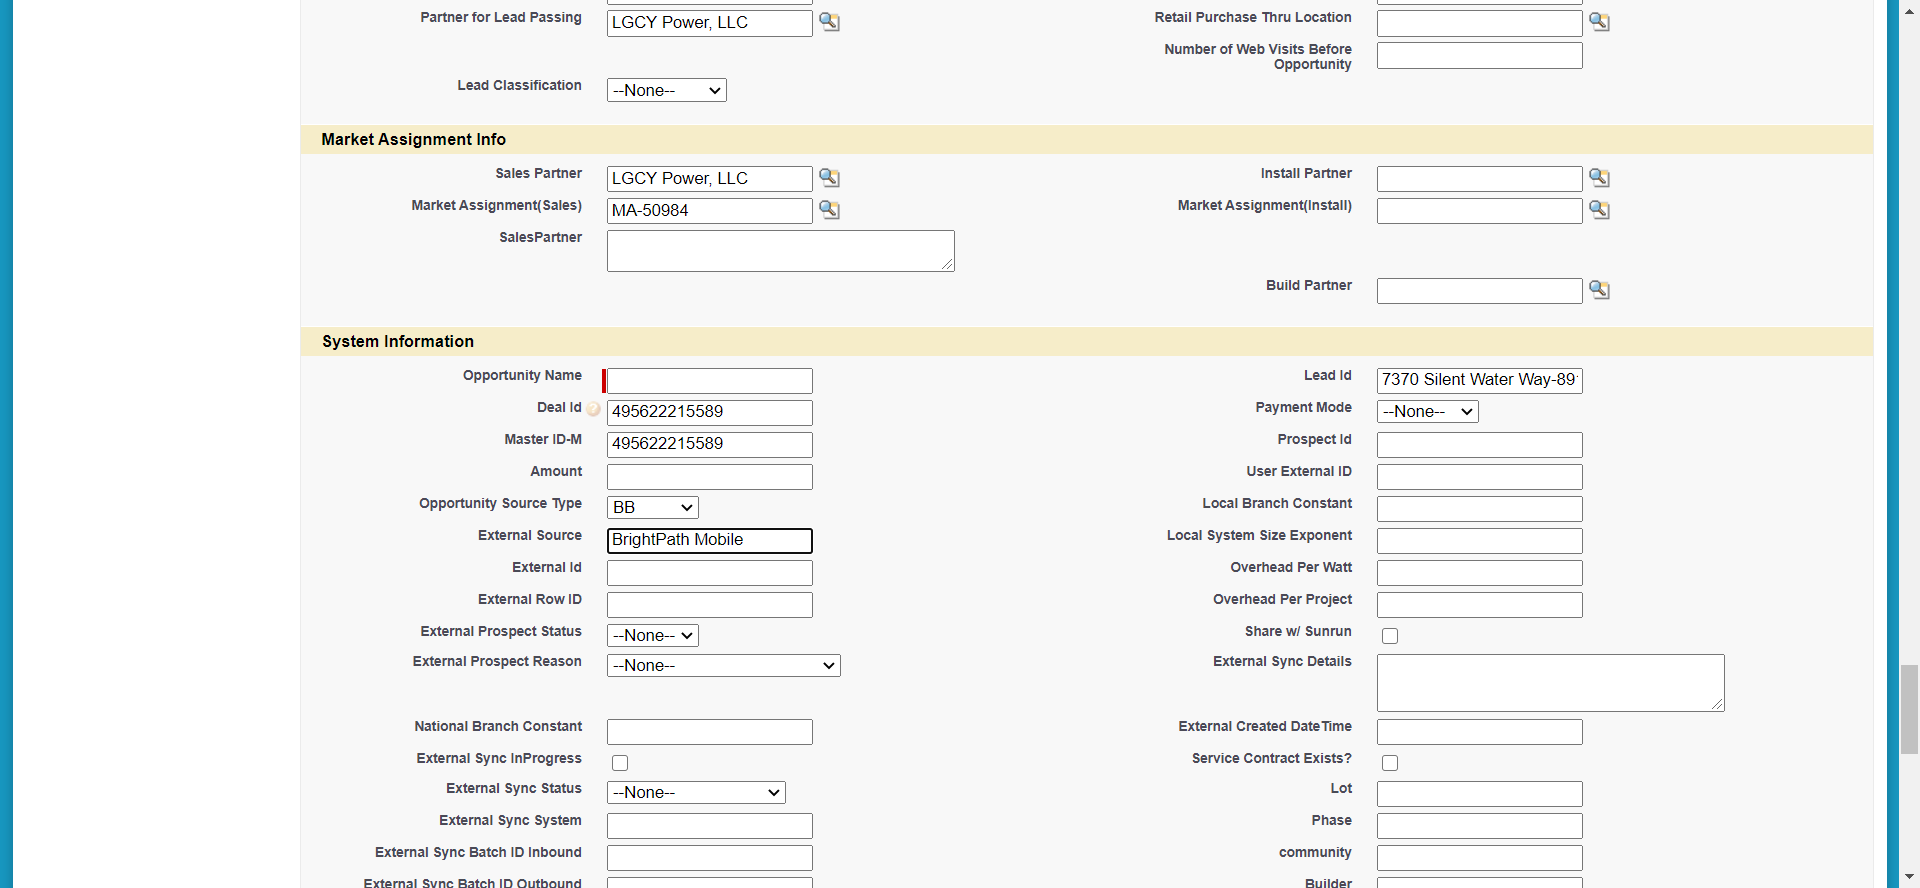 Partner for Lead Passing LGCY Power, LLC Retail Purchase Thru Location
Number of Web Visits Before
Opportunity
Lead Classification --None--
Market Assignment Info
Sales Partner LGCY Power, LLC Install Partner
Market Assignment(Sales) MA-50984 Market Assignment(Install)
SalesPartner
Build Partner
System Information
Opportunity Name Lead Id 7370 Silent Water Way-89
Deal Id ? 495622215589 Payment Mode --None--
Master ID-M 495622215589 Prospect Id
Amount User External ID
Opportunity Source Type BB Local Branch Constant
External Source BrightPath Mobile Local System Size Exponent
External Id Overhead Per Watt
External Row ID Overhead Per Project
External Prospect Status --None-- Share w/ Sunrun
External Prospect Reason --None-- External Sync Details
National Branch Constant External Created DateTime
External Sync InProgress Service Contract Exists?
External Sync Status --None-- Lot
External Sync System Phase
External Sync Batch ID Inbound community
External Sync Batch ID Outbound Builder